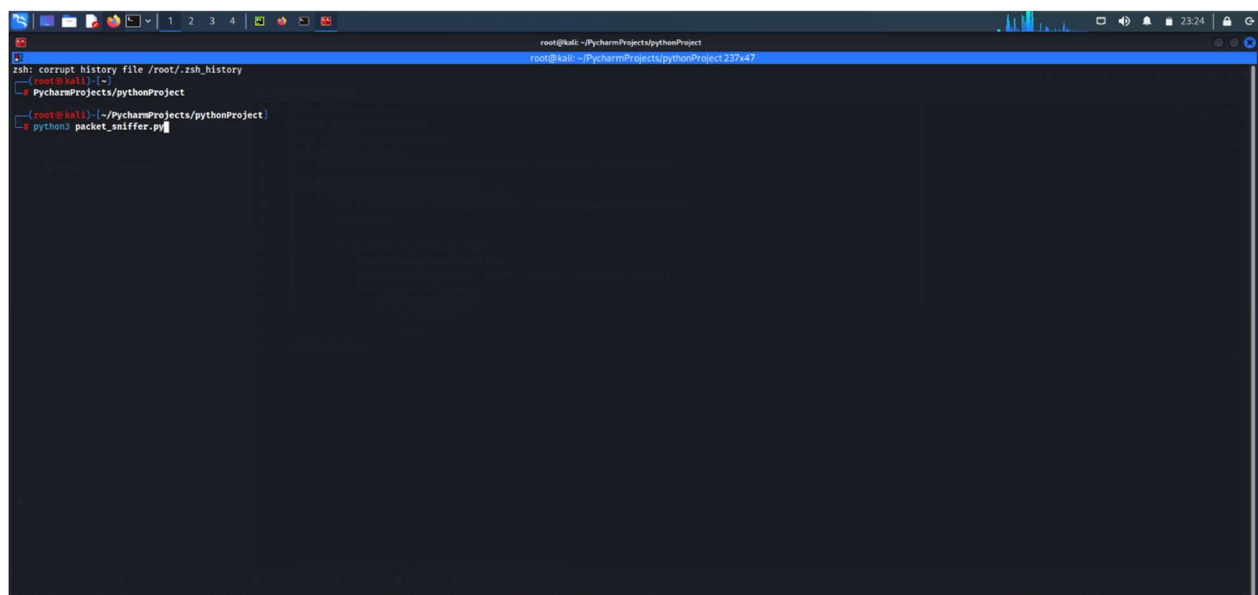 1 2 3 4 23:24
root@kali: ~/PycharmProjects/pythonProject
root@kali: ~/PycharmProjects/pythonProject 237x47
zsh: corrupt history file /root/.zsh_history
(root㉿kali)-[~]
# PycharmProjects/pythonProject
(root㉿kali)-[~/PycharmProjects/pythonProject]
# python3 packet_sniffer.py